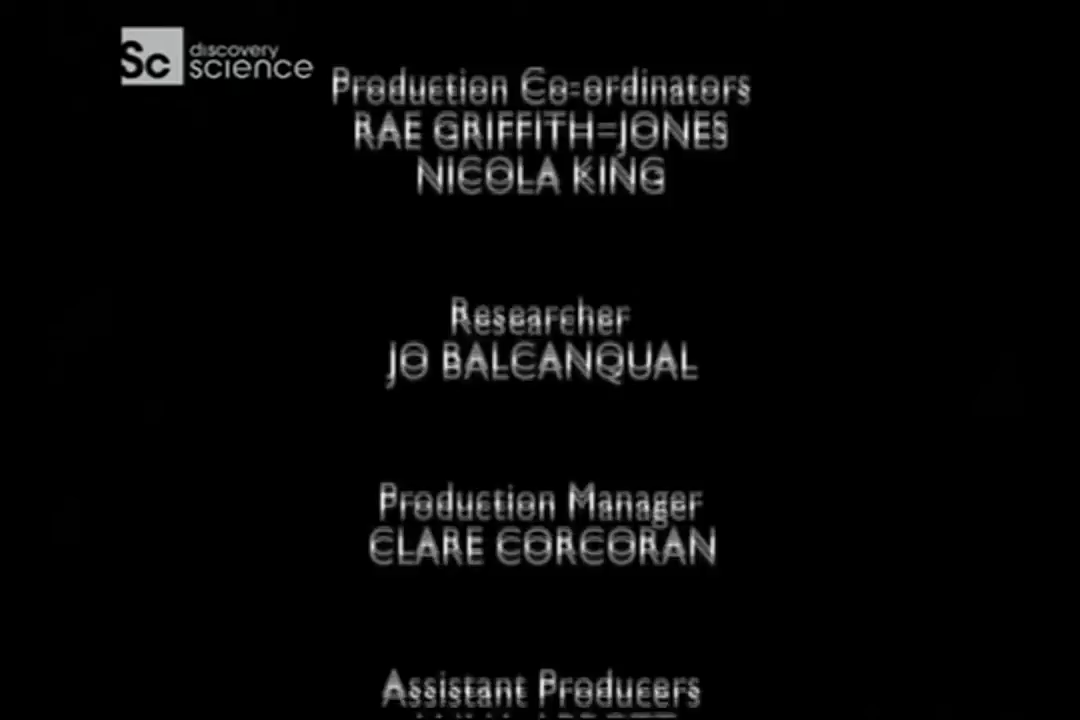 Sc discovery
science
Production Co-ordinators
RAE GRIFFITH-JONES
NICOLA KING
Researcher
JO BALCANQUAL
Production Manager
CLARE CORCORAN
Assistant Producers